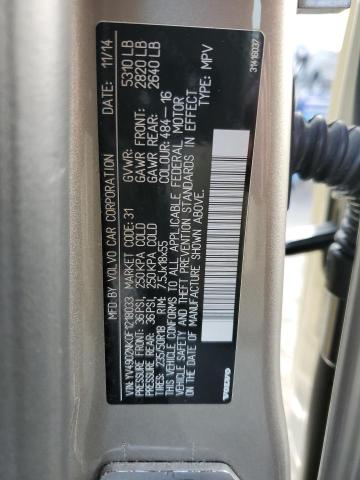 MFD BY VOLVO CAR CORPORATION DATE: 11/14
VIN: YV4902NK0F1218033 MARKET CODE: 31 GVWR: 5310 LB
PRESSURE FRONT: 36PSI, 250KPA COLD GAWR FRONT: 2820 LB
PRESSURE REAR: 36PSI, 250KPA COLD GAWR REAR: 2640 LB
TIRES: 235/50R18 RIM: 7.5Jx18x55 COLOUR: 484-16
THIS VEHICLE CONFORMS TO ALL APPLICABLE FEDERAL MOTOR
VEHICLE SAFETY AND THEFT PREVENTION STANDARDS IN EFFECT
ON THE DATE OF MANUFACTURE SHOWN ABOVE.
TYPE: MPV
VOLVO
31416037